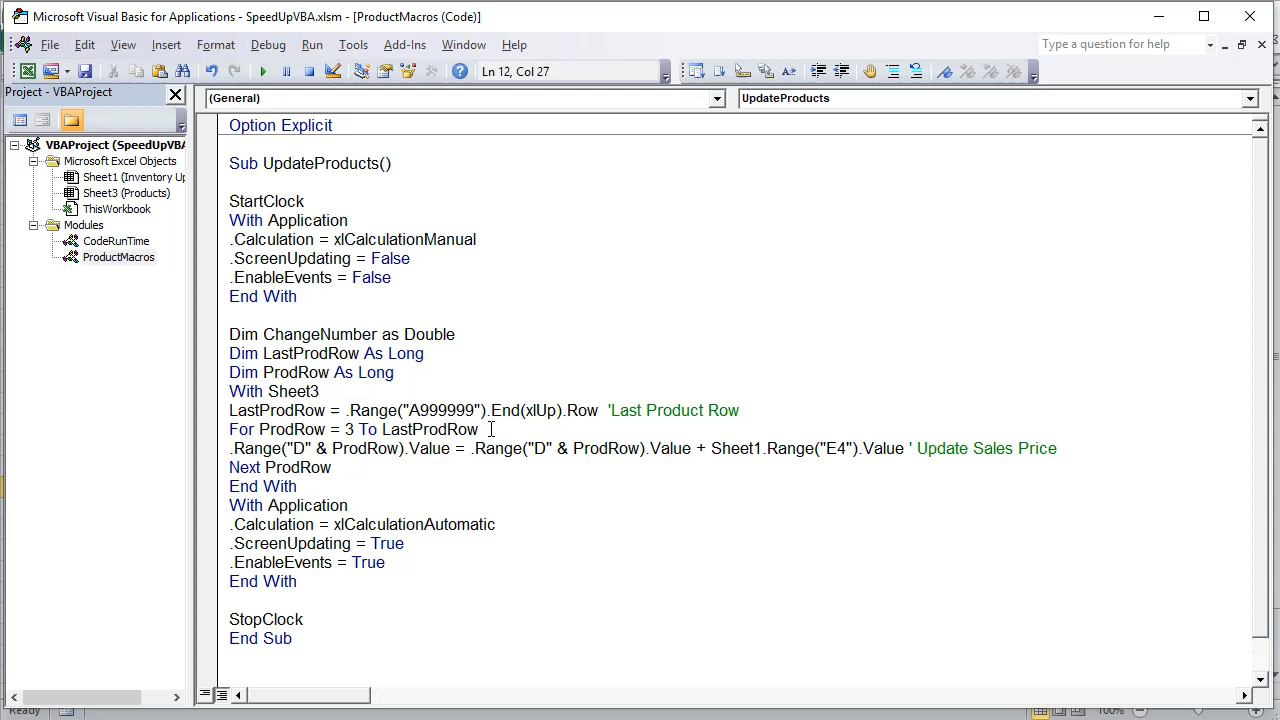 Microsoft Visual Basic for Applications - SpeedUpVBA.xlsm - [ProductMacros (Code)]
File Edit View Insert Format Debug Run Tools Add-Ins Window Help
Type a question for help
Ln 12, Col 27
Project - VBAProject
(General)
UpdateProducts
VBAProject (SpeedUpVBA
Microsoft Excel Objects
Sheet1 (Inventory Up
Sheet3 (Products)
ThisWorkbook
Modules
CodeRunTime
ProductMacros
Option Explicit
Sub UpdateProducts()
StartClock
With Application
.Calculation = xlCalculationManual
.ScreenUpdating = False
.EnableEvents = False
End With
Dim ChangeNumber as Double
Dim LastProdRow As Long
Dim ProdRow As Long
With Sheet3
LastProdRow = .Range("A999999").End(xlUp).Row 'Last Product Row
For ProdRow = 3 To LastProdRow
.Range("D" & ProdRow).Value = .Range("D" & ProdRow).Value + Sheet1.Range("E4").Value ' Update Sales Price
Next ProdRow
End With
With Application
.Calculation = xlCalculationAutomatic
.ScreenUpdating = True
.EnableEvents = True
End With
StopClock
End Sub
Ready
100%